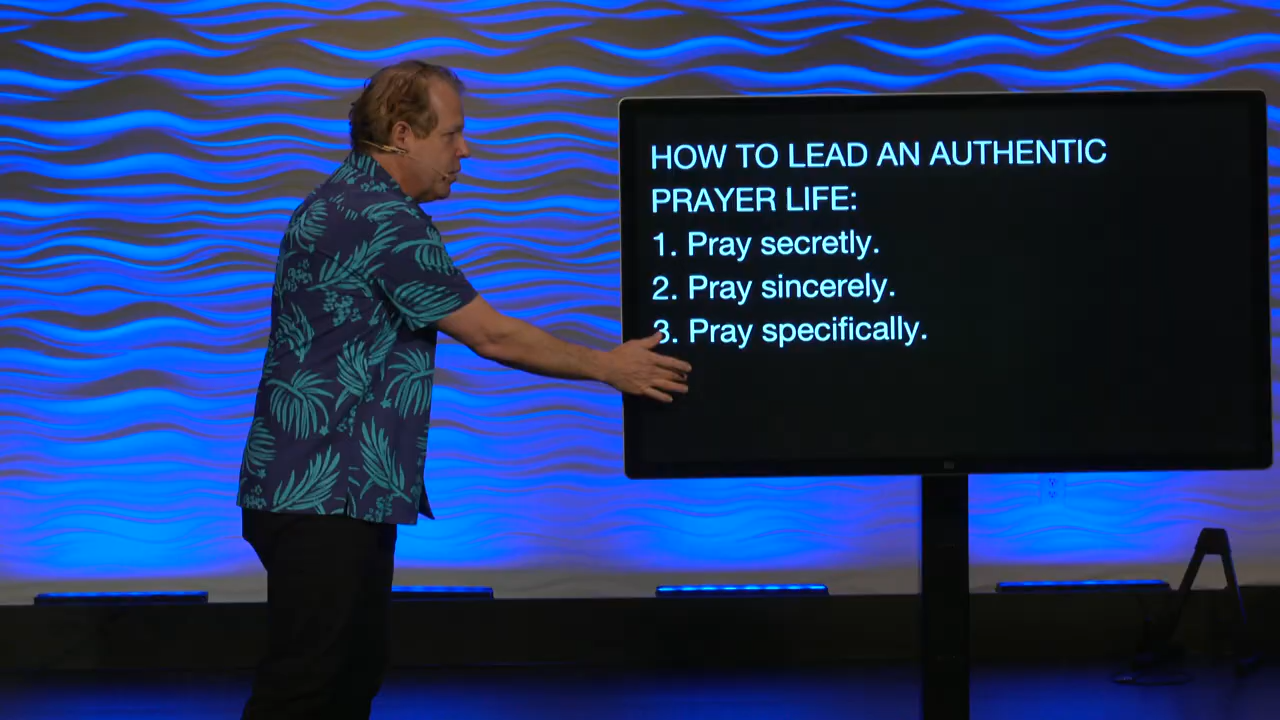 HOW TO LEAD AN AUTHENTIC
PRAYER LIFE:
1. Pray secretly.
2. Pray sincerely.
3. Pray specifically.